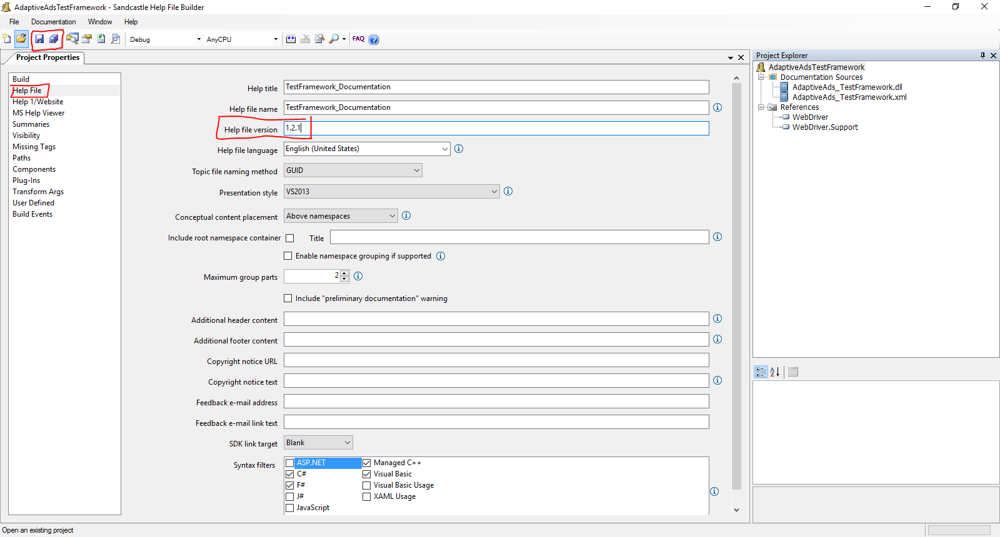 AdaptiveAdsTestFramework - Sandcastle Help File Builder
File Documentation Window Help
Debug AnyCPU FAQ
Project Properties
Build
Help File
Help 1/Website
MS Help Viewer
Summaries
Visibility
Missing Tags
Paths
Components
Plug-Ins
Transform Args
User Defined
Build Events
Help title TestFramework_Documentation
Help file name TestFramework_Documentation
Help file version 1.2.1
Help file language English (United States)
Topic file naming method GUID
Presentation style VS2013
Conceptual content placement Above namespaces
Include root namespace container Title
Enable namespace grouping if supported
Maximum group parts 2
Include "preliminary documentation" warning
Additional header content
Additional footer content
Copyright notice URL
Copyright notice text
Feedback e-mail address
Feedback e-mail link text
SDK link target Blank
Syntax filters ASP.NET Managed C++
C# Visual Basic
F# Visual Basic Usage
J# XAML Usage
JavaScript
Project Explorer
AdaptiveAdsTestFramework
Documentation Sources
AdaptiveAds_TestFramework.dll
AdaptiveAds_TestFramework.xml
References
WebDriver
WebDriver.Support
Open an existing project